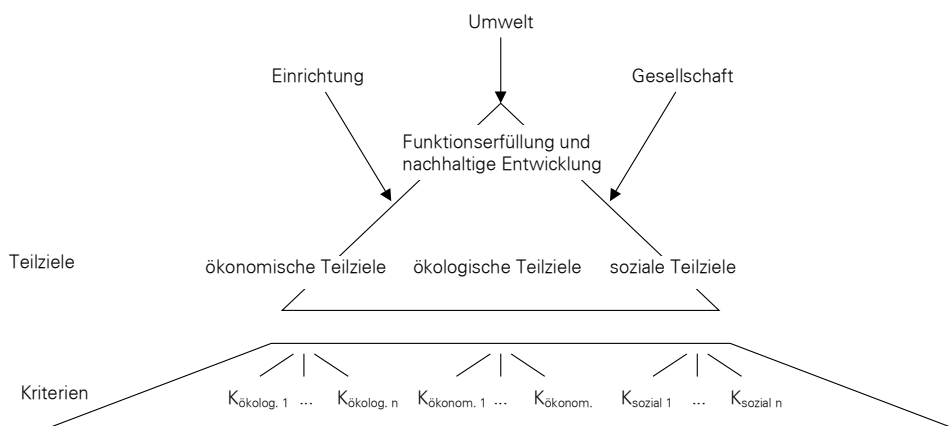 Umwelt
Einrichtung
Gesellschaft
Funktionserfüllung und
nachhaltige Entwicklung
Teilziele
ökonomische Teilziele
ökologische Teilziele
soziale Teilziele
Kriterien
Kökolog. 1 ... Kökolog. n
Kökonom. 1 ... Kökonom.
Ksozial 1 ... Ksozial n